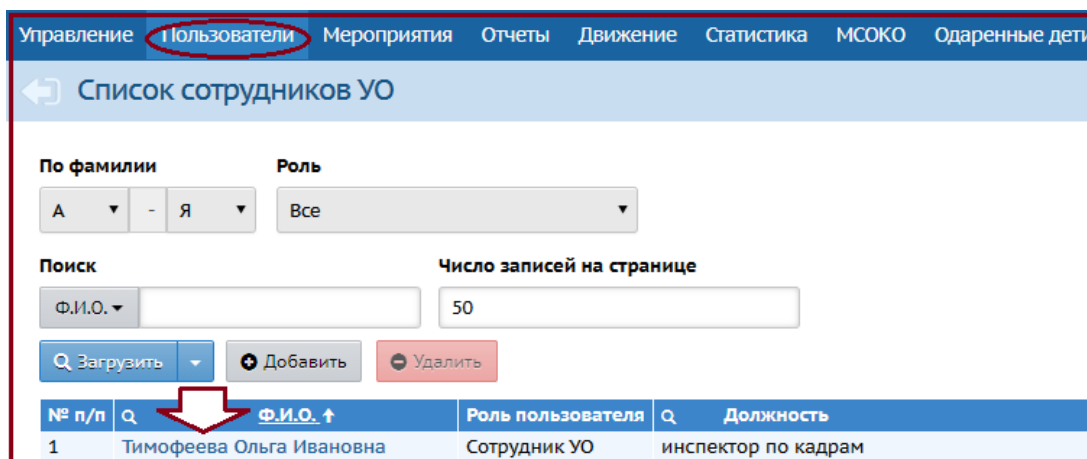 Управление Пользователи Мероприятия Отчеты Движение Статистика МСОКО Одаренные дети
Список сотрудников УО
По фамилии Роль
А - Я Все
Поиск Число записей на странице
Ф.И.О. 50
Загрузить Добавить Удалить
№ п/п Ф.И.О. Роль пользователя Должность
1 Тимофеева Ольга Ивановна Сотрудник УО инспектор по кадрам